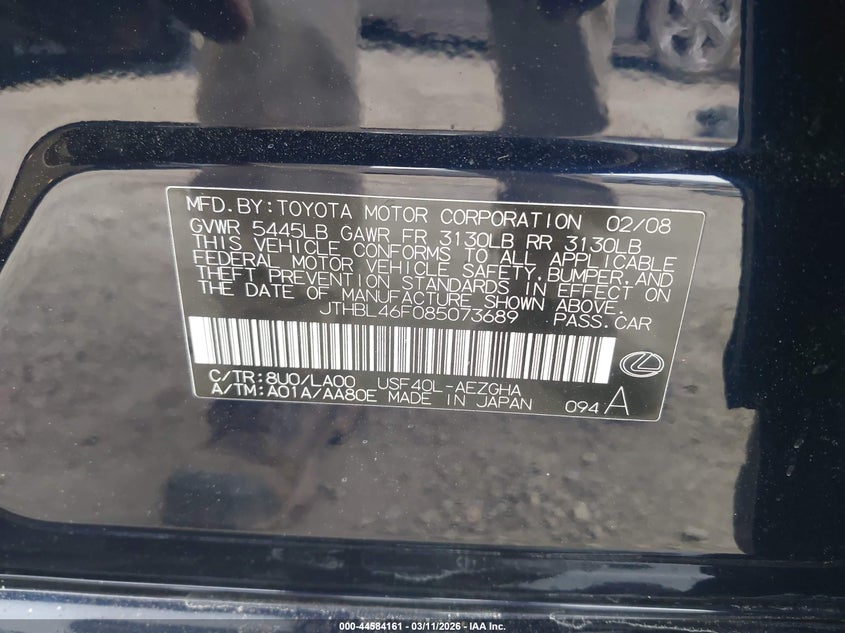 MFD.BY:TOYOTA MOTOR CORPORATION 02/08
GVWR 5445LB GAWR FR 3130LB RR 3130LB
THIS VEHICLE CONFORMS TO ALL APPLICABLE
FEDERAL MOTOR VEHICLE SAFETY,BUMPER,AND
THEFT PREVENTION STANDARDS IN EFFECT ON
THE DATE OF MANUFACTURE SHOWN ABOVE.
JTHBL46F085073689 PASS.CAR
C/TR:8U0/LA00 USF40L-AEZGHA
A/TM:A01A/AA80E MADE IN JAPAN 094 A
000-44584161 - 03/11/2026 - IAA Inc.